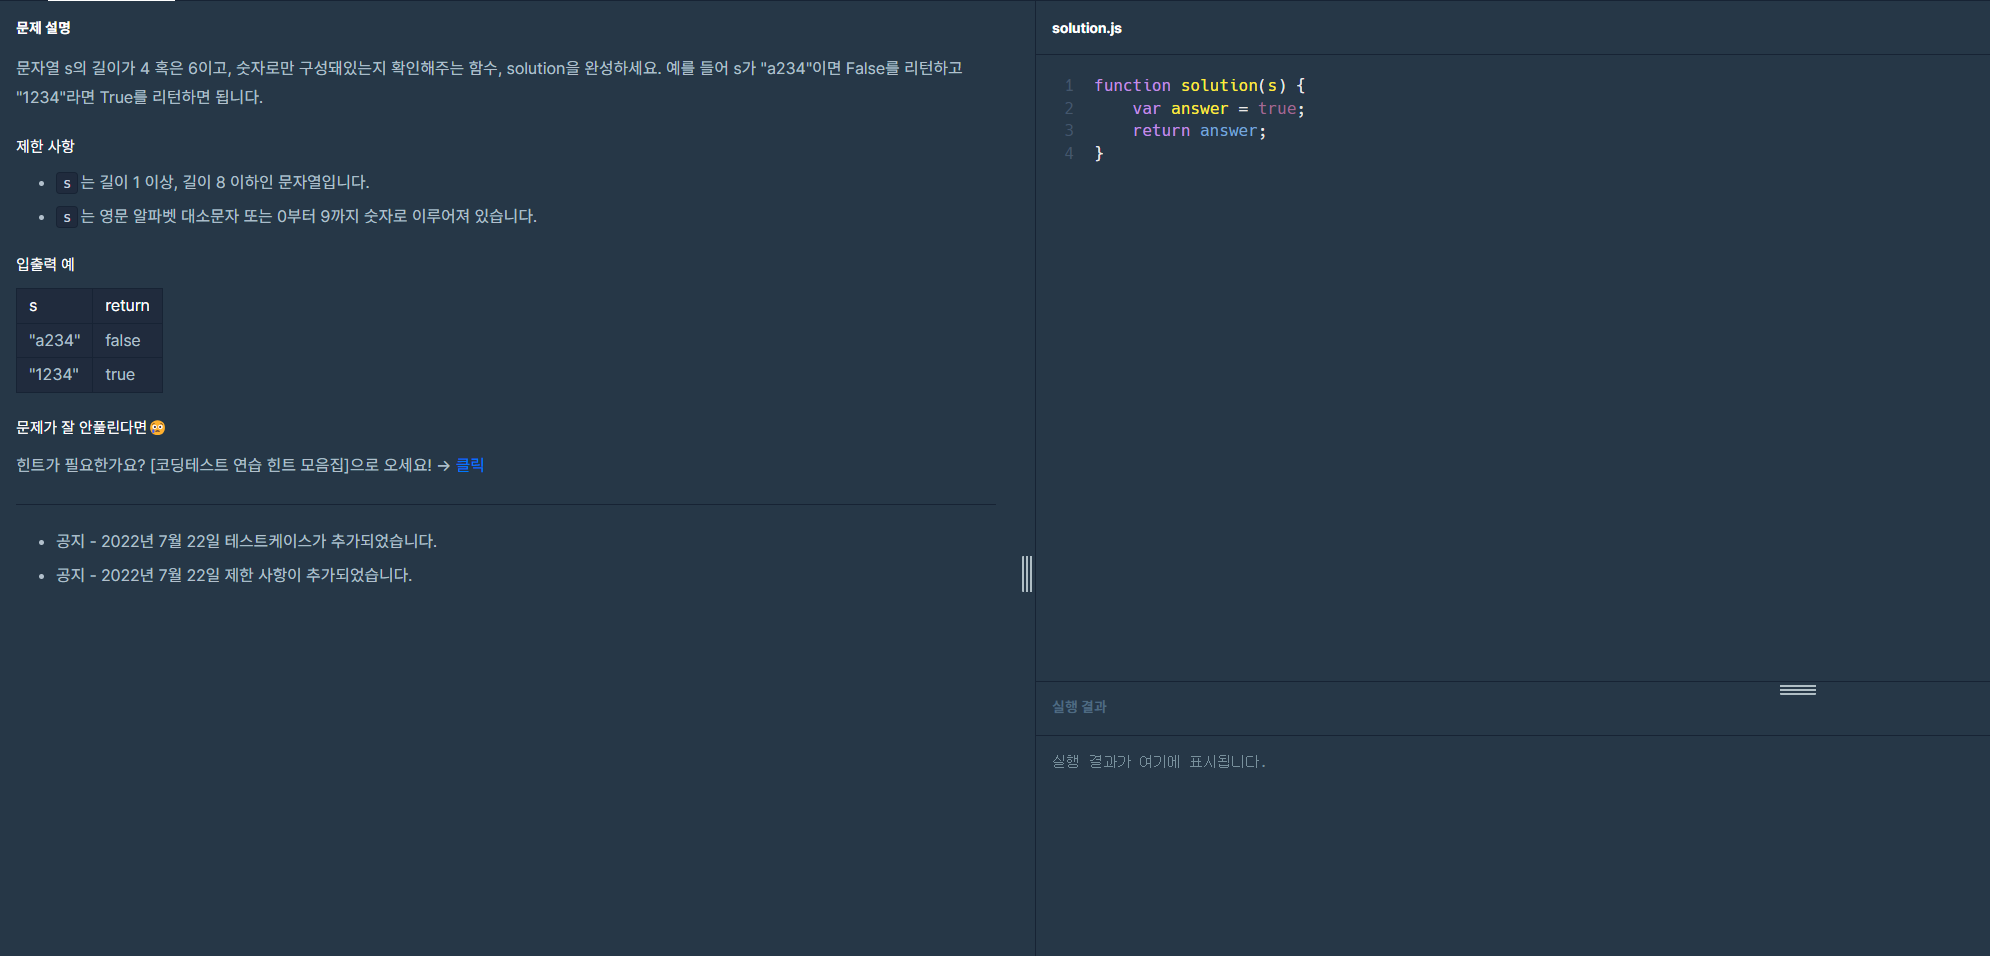 문제 설명
문자열 s의 길이가 4 혹은 6이고, 숫자로만 구성돼있는지 확인해주는 함수, solution을 완성하세요. 예를 들어 s가 "a234"이면 False를 리턴하고
"1234"라면 True를 리턴하면 됩니다.
제한 사항
• s는 길이 1 이상, 길이 8 이하인 문자열입니다.
• s는 영문 알파벳 대소문자 또는 0부터 9까지 숫자로 이루어져 있습니다.
입출력 예
s return
"a234" false
"1234" true
문제가 잘 안풀린다면😢
힌트가 필요한가요? [코딩테스트 연습 힌트 모음집]으로 오세요! → 클릭
• 공지 - 2022년 7월 22일 테스트케이스가 추가되었습니다.
• 공지 - 2022년 7월 22일 제한 사항이 추가되었습니다.
solution.js
1 function solution(s) {
2     var answer = true;
3     return answer;
4 }
실행 결과
실행 결과가 여기에 표시됩니다.